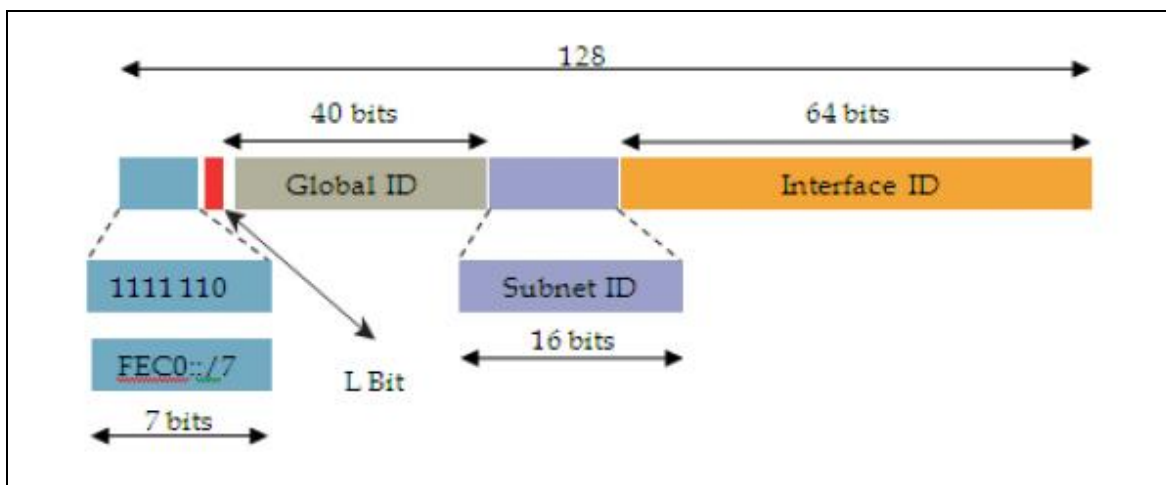 128
40 bits
64 bits
Global ID
Interface ID
1111 110
Subnet ID
FEC0::/7
16 bits
L Bit
7 bits